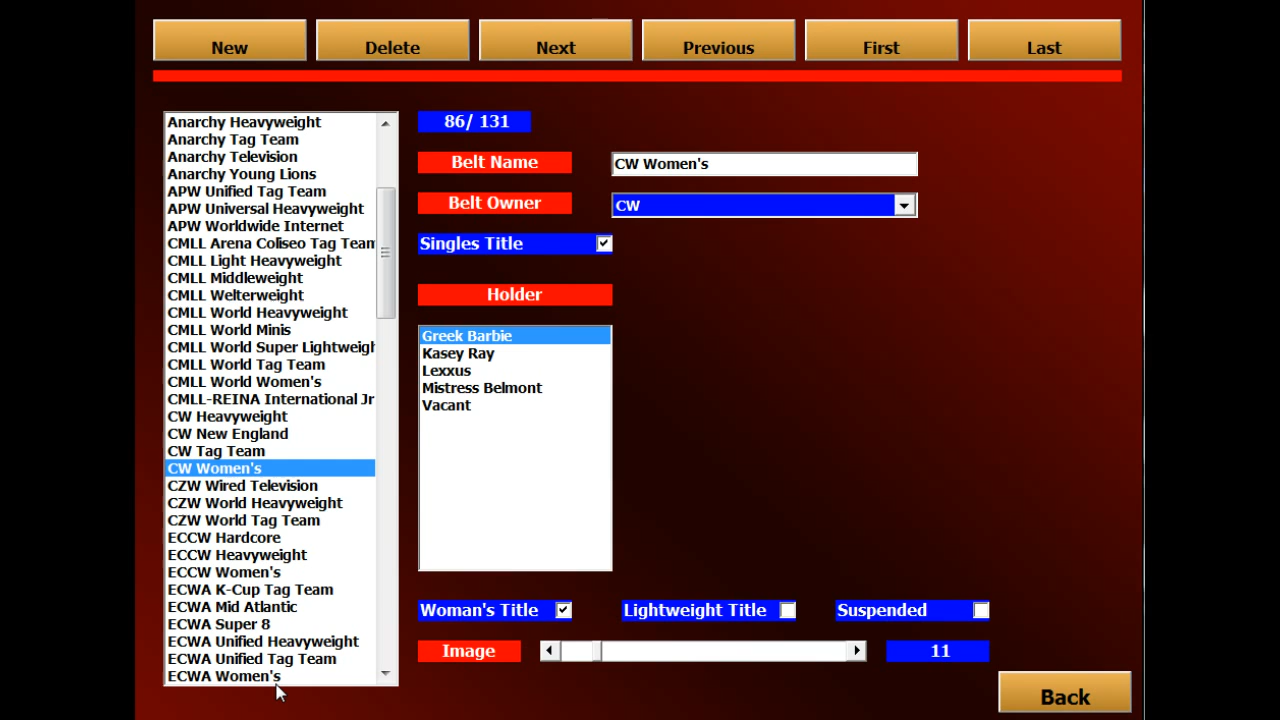 New Delete Next Previous First Last
Anarchy Heavyweight
Anarchy Tag Team
Anarchy Television
Anarchy Young Lions
APW Unified Tag Team
APW Universal Heavyweight
APW Worldwide Internet
CMLL Arena Coliseo Tag Team
CMLL Light Heavyweight
CMLL Middleweight
CMLL Welterweight
CMLL World Heavyweight
CMLL World Minis
CMLL World Super Lightweigh
CMLL World Tag Team
CMLL World Women's
CMLL-REINA International Jr
CW Heavyweight
CW New England
CW Tag Team
CW Women's
CZW Wired Television
CZW World Heavyweight
CZW World Tag Team
ECCW Hardcore
ECCW Heavyweight
ECCW Women's
ECWA K-Cup Tag Team
ECWA Mid Atlantic
ECWA Super 8
ECWA Unified Heavyweight
ECWA Unified Tag Team
ECWA Women's
86/ 131
Belt Name CW Women's
Belt Owner CW
Singles Title
Holder
Greek Barbie
Kasey Ray
Lexxus
Mistress Belmont
Vacant
Woman's Title Lightweight Title Suspended
Image 11
Back